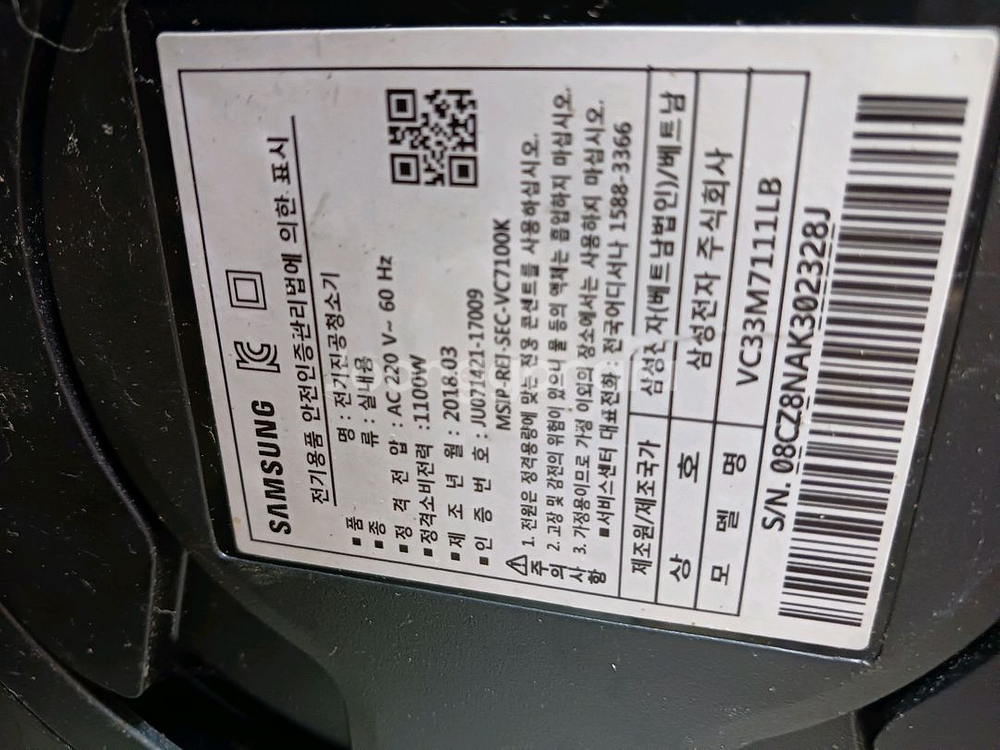 SAMSUNG
전기용품 안전인증관리법에 의한 표시
■ 품 명 : 전기진공청소기
■ 종 류 : 실내용
■ 정 격 전 압 : AC 220 V~ 60 Hz
■ 정격소비전력 : 1100W
■ 제 조 년 월 : 2018.03
■ 인 증 번 호 : JU071421-17009
MSIP-REI-SEC-VC7100K
주의사항
1. 전원은 정격용량에 맞는 전용 콘센트를 사용하십시오.
2. 고장 및 감전의 위험이 있으니 물 등의 액체는 흡입하지 마십시오.
3. 가정용이므로 가정 이외의 장소에서는 사용하지 마십시오.
■ 서비스센터 대표전화 : 전국어디서나 1588-3366
제조원/제조국가 삼성전자(베트남법인)/베트남
상 호 삼성전자 주식회사
모 델 명 VC33M7111LB
S/N. 08CZ8NAK302328J